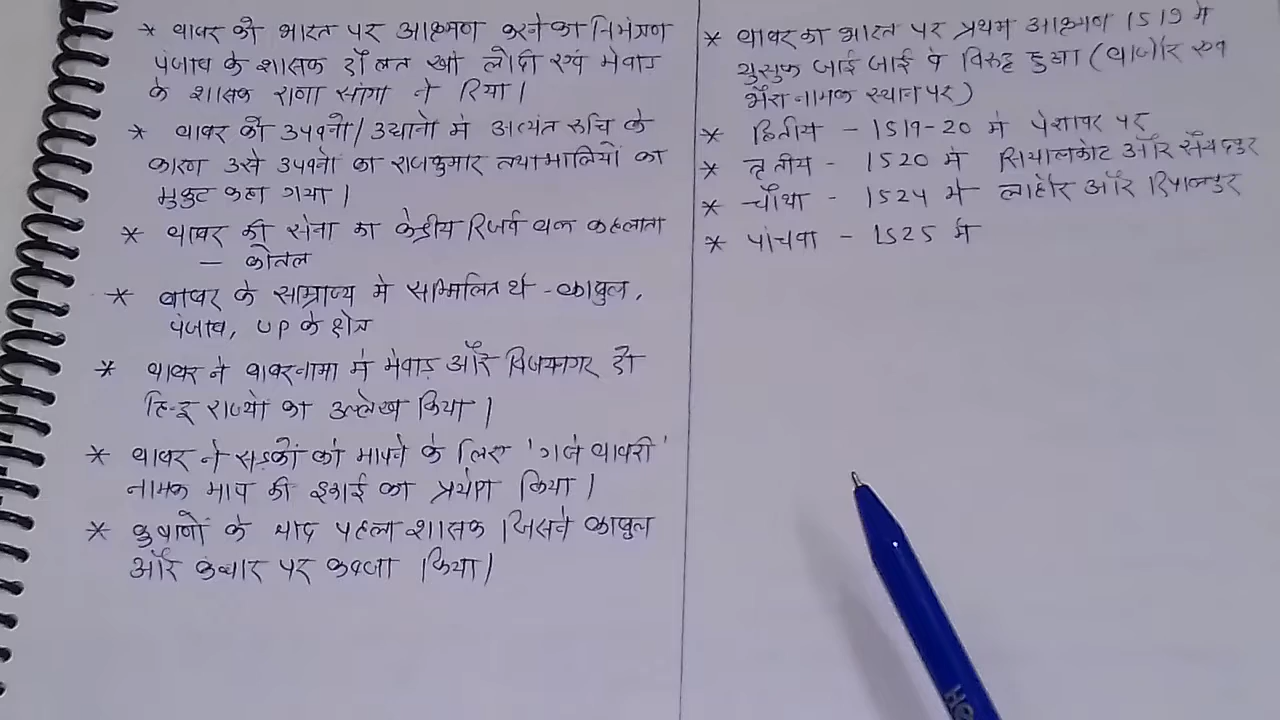 * बाबर को भारत पर आक्रमण करने का निमंत्रण
पंजाब के शासक दौलत खाँ लोदी एवं मेवाड़
के शासक राणा सांगा ने दिया।
* बाबर की उपवनो/उद्यानो मे अत्यंत रूचि के
कारण उसे उपवनो का राजकुमार तथा मालियों का
मुकुट कहा गया।
* बाबर की सेना का केंद्रीय रिजर्व बल कहलाता
– कोतल
* बाबर के साम्राज्य मे सम्मिलित थे - काबुल,
पंजाब, UP के क्षेत्र
* बाबर ने बाबरनामा मे मेवाड़ और विजयनगर दो
हिन्दू राज्यो का उल्लेख किया।
* बाबर ने सड़कों को मापने के लिए 'गजे बाबरी'
नामक माप की इकाई का प्रयोग किया।
* कुषाणों के बाद पहला शासक जिसने काबुल
और कंधार पर कब्जा किया।
* बाबर का भारत पर प्रथम आक्रमण 1519 मे
युसुफ जाई जाई के विरुद्ध हुआ (बाजौर एवं
भेरा नामक स्थान पर)
* द्वितीय - 1519-20 मे पेशावर पर
* तृतीय - 1520 मे सियालकोट और सैय्यदपुर
* चौथा - 1524 मे लाहौर और दिपालपुर
* पांचवा - 1525 मे
He